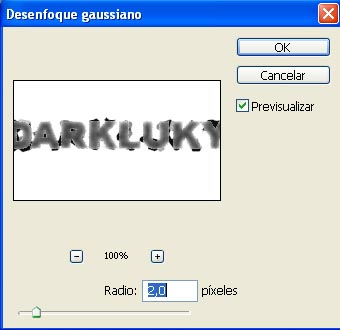 Desenfoque gaussiano
OK
Cancelar
Previsualizar
DARKLUKY
100%
Radio: 2,0 píxeles